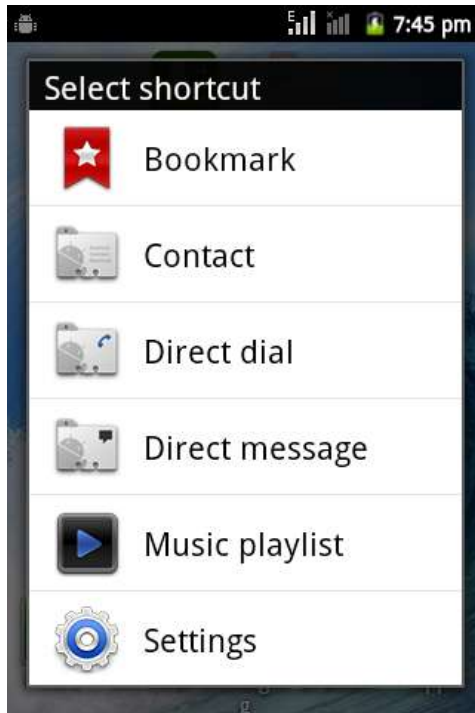 E
7:45 pm
Select shortcut
Bookmark
Contact
Direct dial
Direct message
Music playlist
Settings